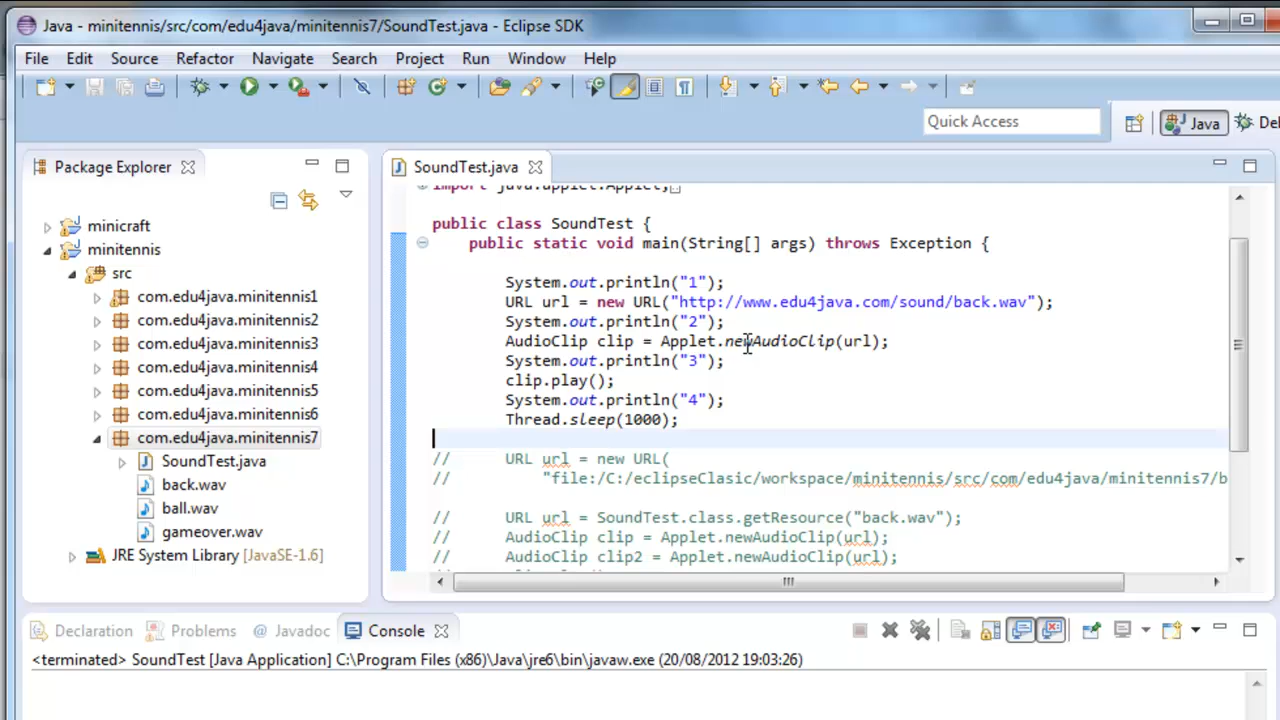 Java - minitennis/src/com/edu4java/minitennis7/SoundTest.java - Eclipse SDK
File Edit Source Refactor Navigate Search Project Run Window Help
Quick Access
Java
De
Package Explorer
minicraft
minitennis
src
com.edu4java.minitennis1
com.edu4java.minitennis2
com.edu4java.minitennis3
com.edu4java.minitennis4
com.edu4java.minitennis5
com.edu4java.minitennis6
com.edu4java.minitennis7
SoundTest.java
back.wav
ball.wav
gameover.wav
JRE System Library [JavaSE-1.6]
SoundTest.java
import java.applet.Applet;
public class SoundTest {
public static void main(String[] args) throws Exception {
System.out.println("1");
URL url = new URL("http://www.edu4java.com/sound/back.wav");
System.out.println("2");
AudioClip clip = Applet.newAudioClip(url);
System.out.println("3");
clip.play();
System.out.println("4");
Thread.sleep(1000);
// URL url = new URL(
// "file:/C:/eclipseClasic/workspace/minitennis/src/com/edu4java/minitennis7/b
// URL url = SoundTest.class.getResource("back.wav");
// AudioClip clip = Applet.newAudioClip(url);
// AudioClip clip2 = Applet.newAudioClip(url);
Declaration Problems @ Javadoc Console
<terminated> SoundTest [Java Application] C:\Program Files (x86)\Java\jre6\bin\javaw.exe (20/08/2012 19:03:26)